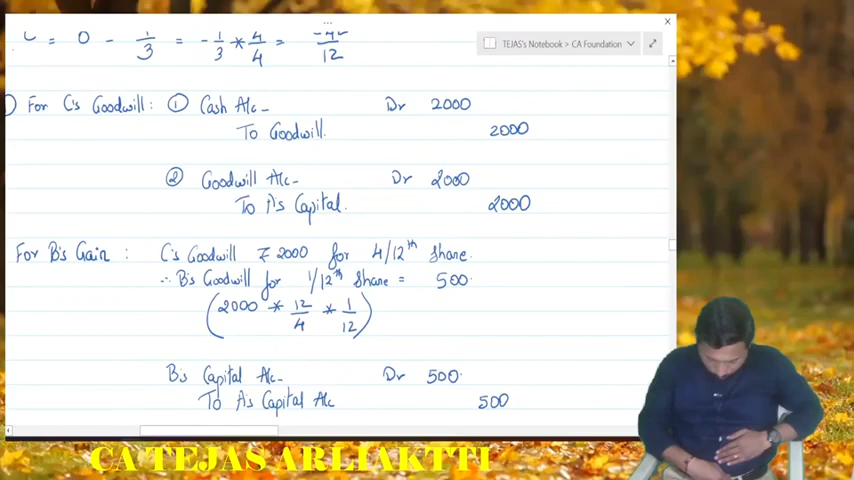 = 0 - 1/3 = -1/3 * 4/4 = -4/12
TEJAS's Notebook > CA Foundation
) For C's Goodwill: ① Cash A/c- Dr 2000
To Goodwill. 2000
② Goodwill A/c- Dr 2000
To A's Capital. 2000
For B's Gain : C's Goodwill ₹ 2000 for 4/12th Share.
∴ B's Goodwill for 1/12th Share = 500.
(2000 * 12/4 * 1/12)
B's Capital A/c- Dr 500.
To A's Capital A/c 500
CA TEJAS ARLIAKTTI